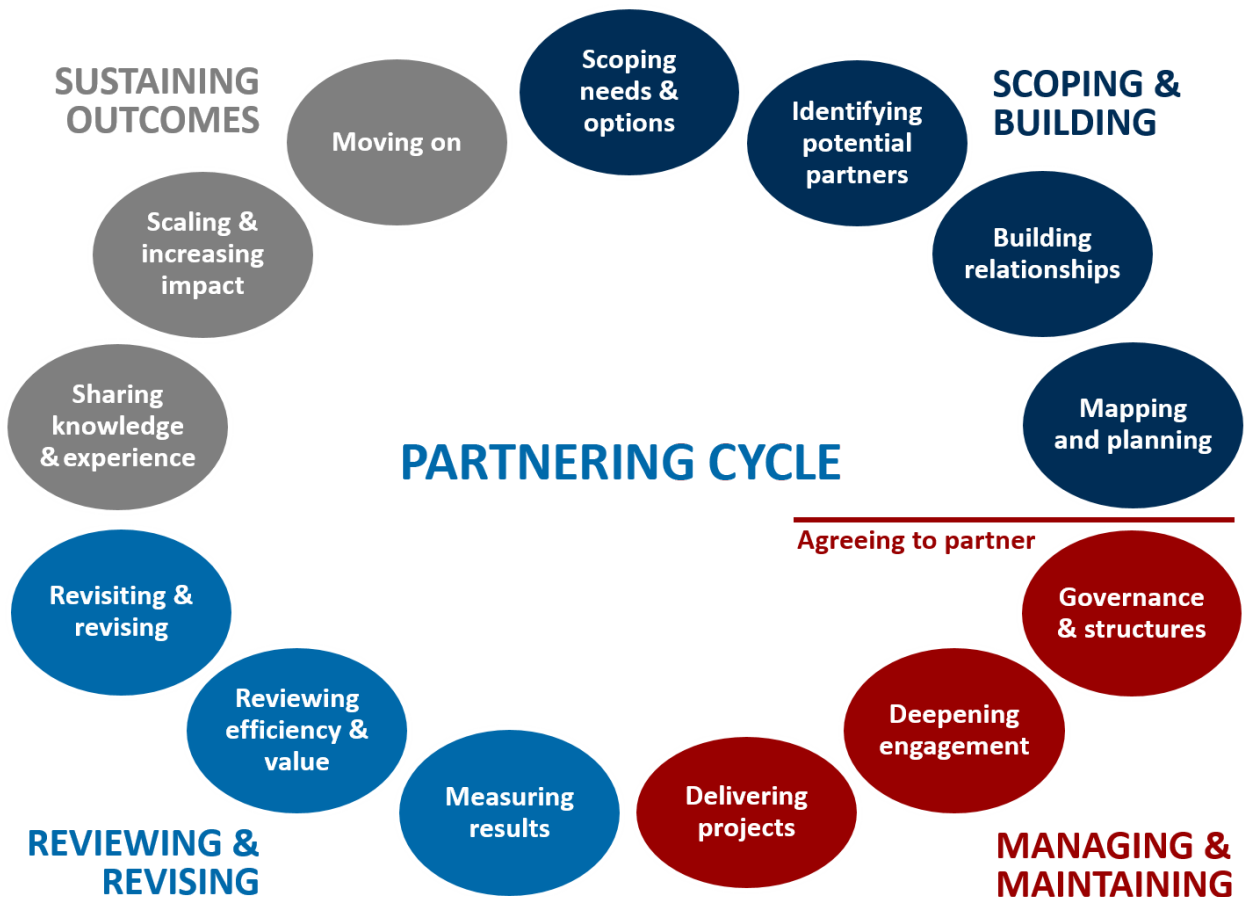 SUSTAINING
OUTCOMES
Moving on
Scoping
needs &
options
Identifying
potential
partners
SCOPING &
BUILDING
Building
relationships
Mapping
and planning
Agreeing to partner
Governance
& structures
Deepening
engagement
MANAGING &
MAINTAINING
Delivering
projects
Measuring
results
Reviewing
efficiency &
value
REVIEWING &
REVISING
Revisiting &
revising
Sharing
knowledge
& experience
Scaling &
increasing
impact
PARTNERING CYCLE